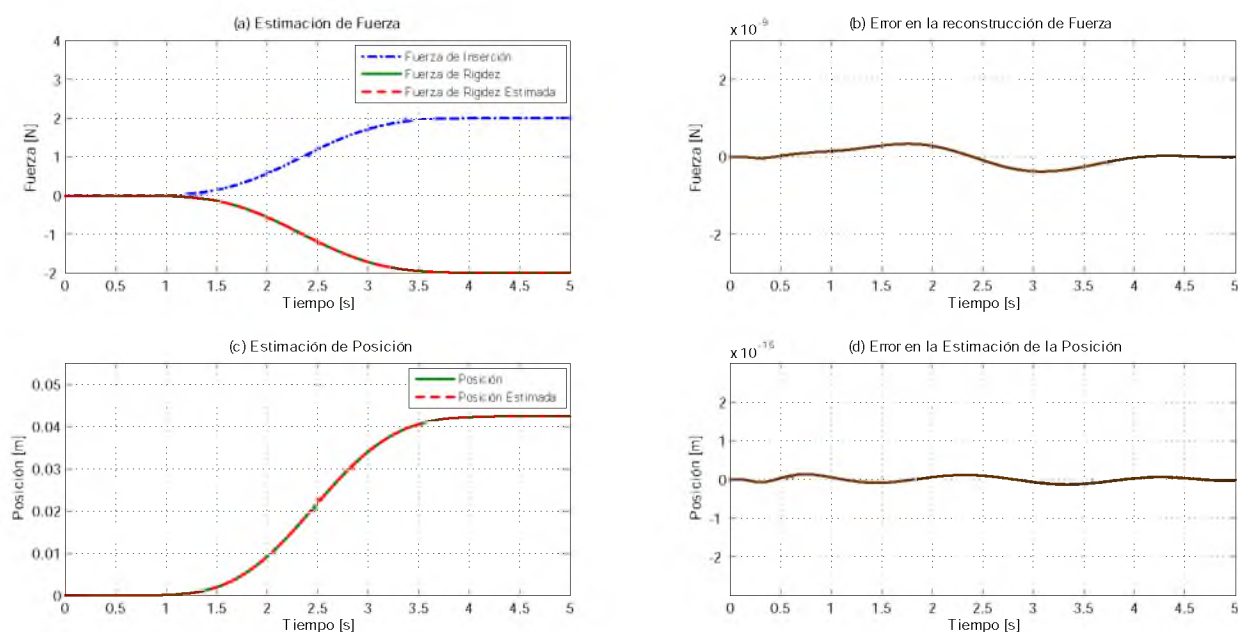 (a) Estimación de Fuerza
Fuerza [N]
4
3
2
1
0
-1
-2
Fuerza de Inserción
Fuerza de Rigidez
Fuerza de Rigidez Estimada
0 0.5 1 1.5 2 2.5 3 3.5 4 4.5 5
Tiempo [s]
(b) Error en la reconstrucción de Fuerza
x 10^-9
Fuerza [N]
2
0
-2
0 0.5 1 1.5 2 2.5 3 3.5 4 4.5 5
Tiempo [s]
(c) Estimación de Posición
Posición [m]
0.05
0.04
0.03
0.02
0.01
0
Posición
Posición Estimada
0 0.5 1 1.5 2 2.5 3 3.5 4 4.5 5
Tiempo [s]
(d) Error en la Estimación de la Posición
Posición [m]
2
1
0
-1
-2
0 0.5 1 1.5 2 2.5 3 3.5 4 4.5 5
Tiempo [s]